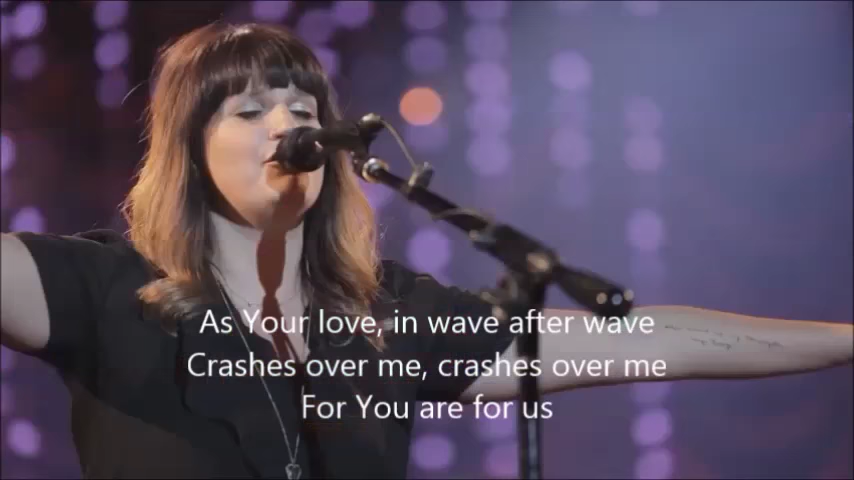 As Your love, in wave after wave
Crashes over me, crashes over me
For You are for us